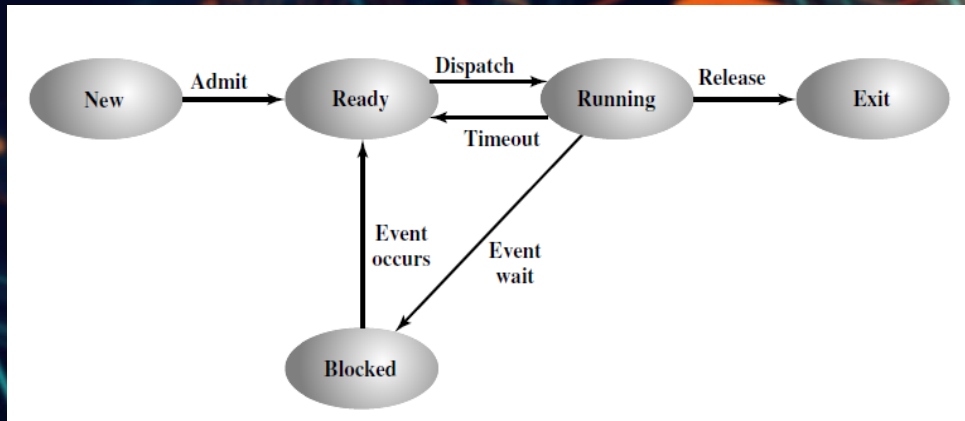 Admit
Dispatch
Release
New
Ready
Running
Exit
Timeout
Event
occurs
Event
wait
Blocked